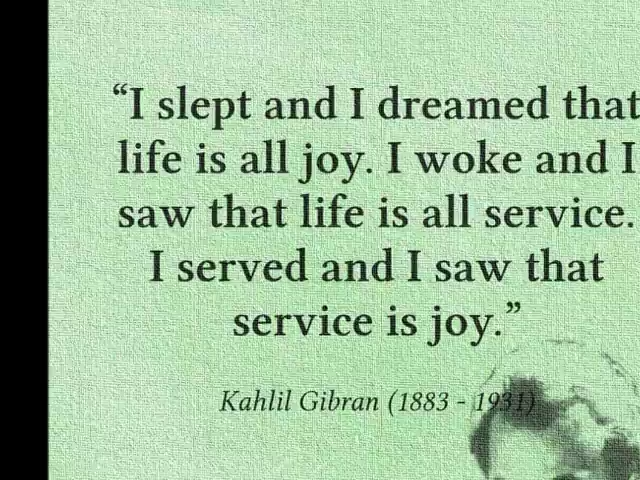 “I slept and I dreamed that
life is all joy. I woke and I
saw that life is all service.
I served and I saw that
service is joy.”
Kahlil Gibran (1883 - 1931)